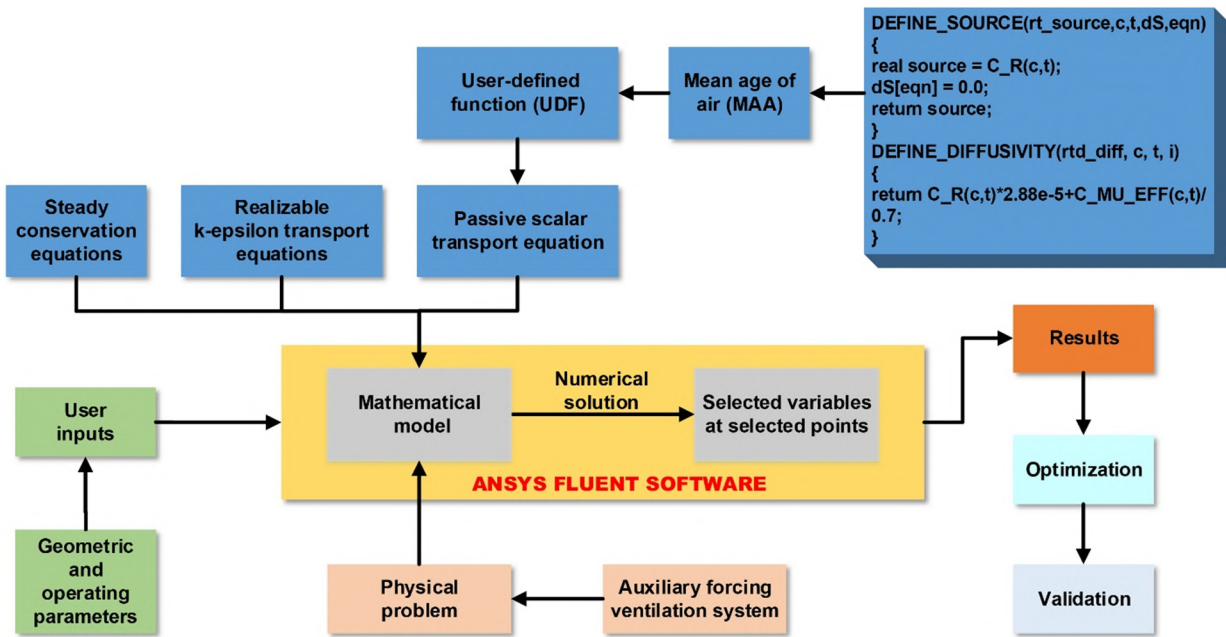 DEFINE_SOURCE(rt_source,c,t,dS,eqn)
{
real source = C_R(c,t);
dS[eqn] = 0.0;
return source;
}
DEFINE_DIFFUSIVITY(rtd_diff, c, t, i)
{
return C_R(c,t)*2.88e-5+C_MU_EFF(c,t)/
0.7;
}
Mean age of
air (MAA)
User-defined
function (UDF)
Steady
conservation
equations
Realizable
k-epsilon transport
equations
Passive scalar
transport equation
User
inputs
Geometric
and
operating
parameters
Mathematical
model
Numerical
solution
Selected variables
at selected points
ANSYS FLUENT SOFTWARE
Physical
problem
Auxiliary forcing
ventilation system
Results
Optimization
Validation